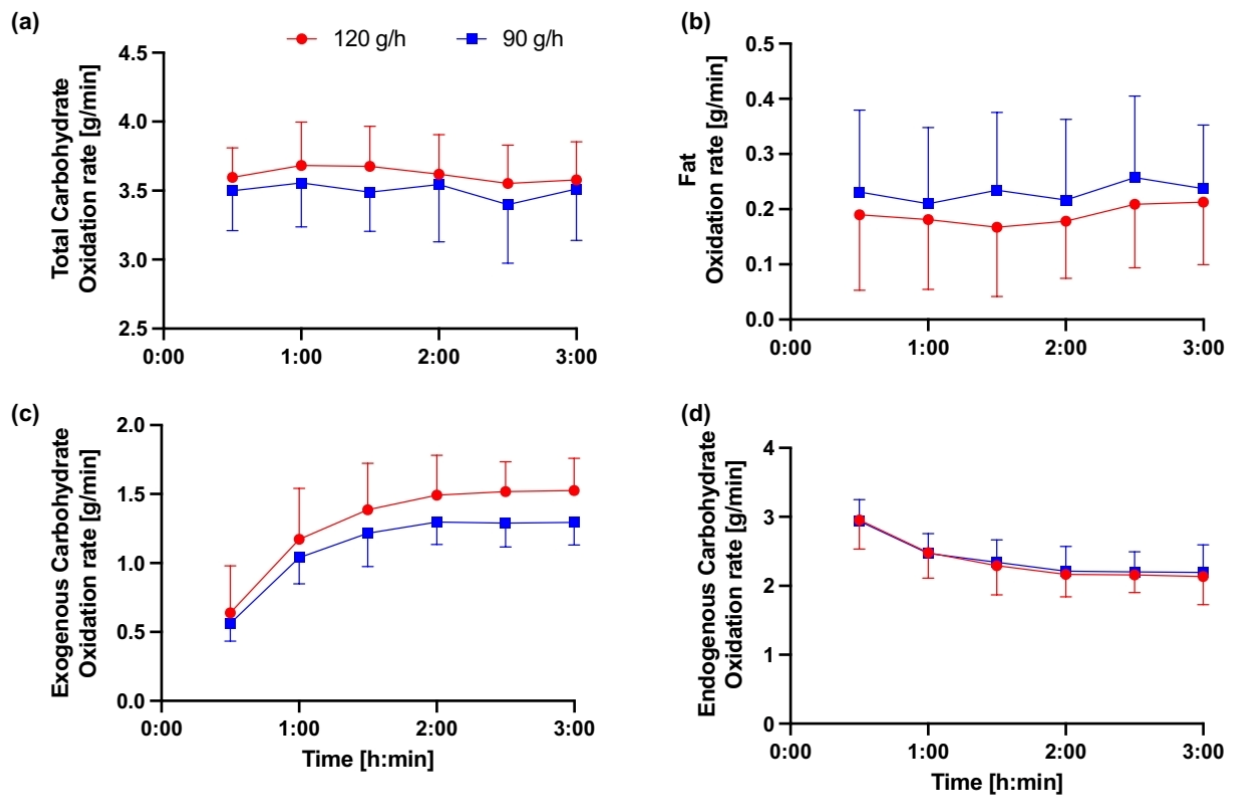 (a)
120 g/h
90 g/h
Total Carbohydrate
Oxidation rate [g/min]
4.5
4.0
3.5
3.0
2.5
0:00
1:00
2:00
3:00
(b)
Fat
Oxidation rate [g/min]
0.5
0.4
0.3
0.2
0.1
0.0
0:00
1:00
2:00
3:00
(c)
Exogenous Carbohydrate
Oxidation rate [g/min]
2.0
1.5
1.0
0.5
0.0
0:00
1:00
2:00
3:00
Time [h:min]
(d)
Endogenous Carbohydrate
Oxidation rate [g/min]
4
3
2
1
0
0:00
1:00
2:00
3:00
Time [h:min]